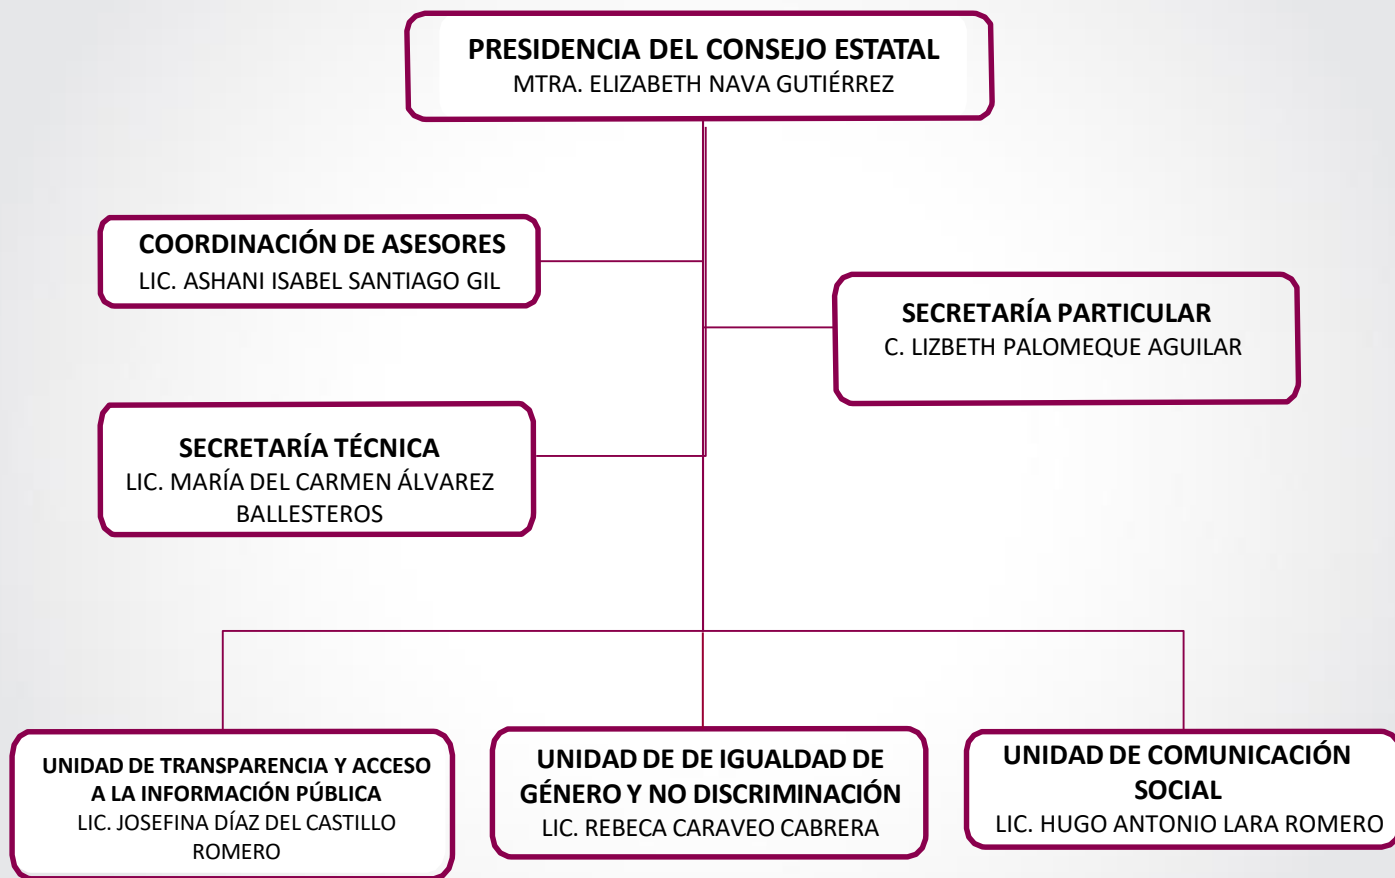 PRESIDENCIA DEL CONSEJO ESTATAL
MTRA. ELIZABETH NAVA GUTIÉRREZ
COORDINACIÓN DE ASESORES
LIC. ASHANI ISABEL SANTIAGO GIL
SECRETARÍA PARTICULAR
C. LIZBETH PALOMEQUE AGUILAR
SECRETARÍA TÉCNICA
LIC. MARÍA DEL CARMEN ÁLVAREZ
BALLESTEROS
UNIDAD DE TRANSPARENCIA Y ACCESO
A LA INFORMACIÓN PÚBLICA
LIC. JOSEFINA DÍAZ DEL CASTILLO
ROMERO
UNIDAD DE DE IGUALDAD DE
GÉNERO Y NO DISCRIMINACIÓN
LIC. REBECA CARAVEO CABRERA
UNIDAD DE COMUNICACIÓN
SOCIAL
LIC. HUGO ANTONIO LARA ROMERO